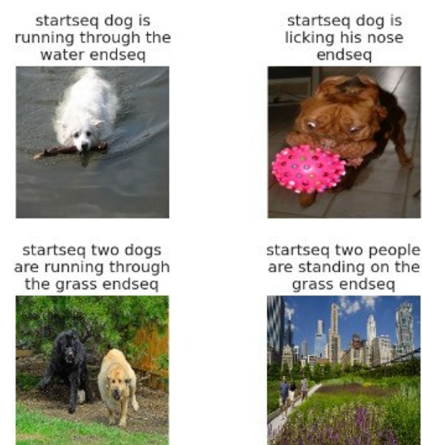 startseq dog is
running through the
water endseq
startseq dog is
licking his nose
endseq
startseq two dogs
are running through
the grass endseq
startseq two people
are standing on the
grass endseq